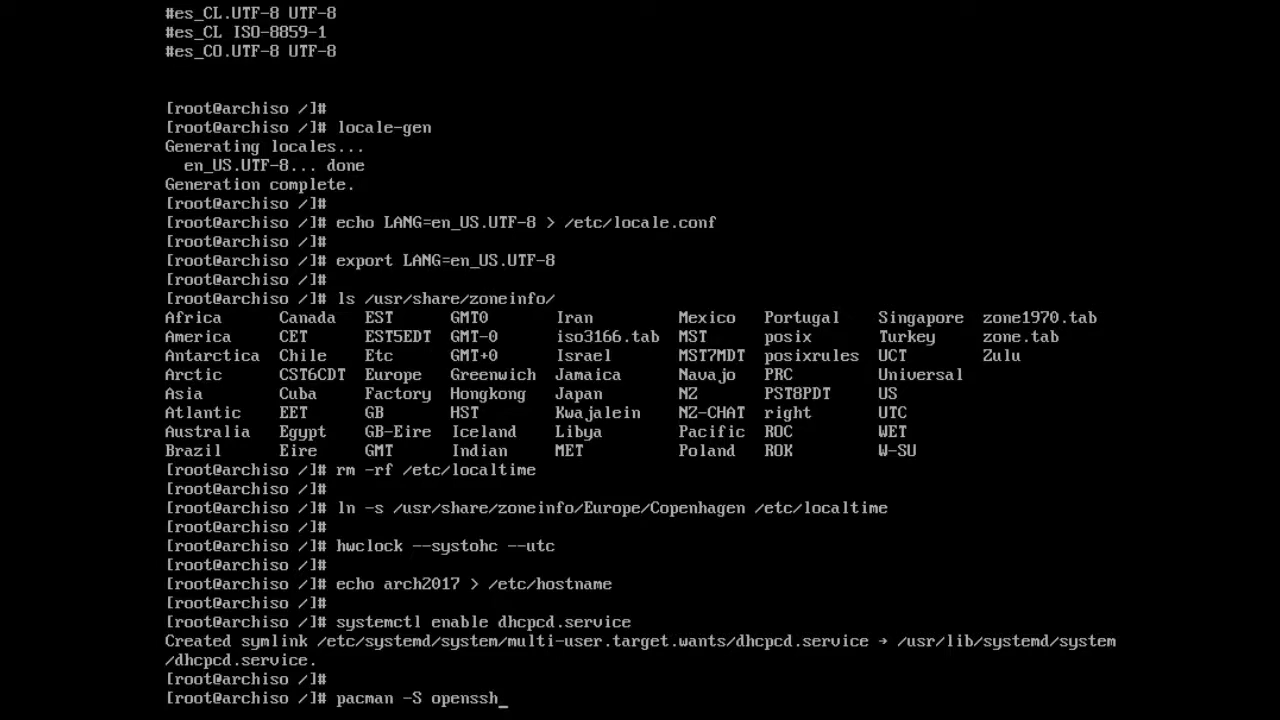 #es_CL.UTF-8 UTF-8
#es_CL ISO-8859-1
#es_CO.UTF-8 UTF-8
[root@archiso /]#
[root@archiso /]# locale-gen
Generating locales...
  en_US.UTF-8... done
Generation complete.
[root@archiso /]#
[root@archiso /]# echo LANG=en_US.UTF-8 > /etc/locale.conf
[root@archiso /]#
[root@archiso /]# export LANG=en_US.UTF-8
[root@archiso /]#
[root@archiso /]# ls /usr/share/zoneinfo/
Africa      Canada   EST      GMT0       Iran         Mexico   Portugal    Singapore  zone1970.tab
America     CET      EST5EDT  GMT-0      iso3166.tab  MST      posix       Turkey     zone.tab
Antarctica  Chile    Etc      GMT+0      Israel       MST7MDT  posixrules  UCT        Zulu
Arctic      CST6CDT  Europe   Greenwich  Jamaica      Navajo   PRC         Universal
Asia        Cuba     Factory  Hongkong   Japan        NZ       PST8PDT     US
Atlantic    EET      GB       HST        Kwajalein    NZ-CHAT  right       UTC
Australia   Egypt    GB-Eire  Iceland    Libya        Pacific  ROC         WET
Brazil      Eire     GMT      Indian     MET          Poland   ROK         W-SU
[root@archiso /]# rm -rf /etc/localtime
[root@archiso /]#
[root@archiso /]# ln -s /usr/share/zoneinfo/Europe/Copenhagen /etc/localtime
[root@archiso /]#
[root@archiso /]# hwclock --systohc --utc
[root@archiso /]#
[root@archiso /]# echo arch2017 > /etc/hostname
[root@archiso /]#
[root@archiso /]# systemctl enable dhcpcd.service
Created symlink /etc/systemd/system/multi-user.target.wants/dhcpcd.service → /usr/lib/systemd/system
/dhcpcd.service.
[root@archiso /]#
[root@archiso /]# pacman -S openssh_